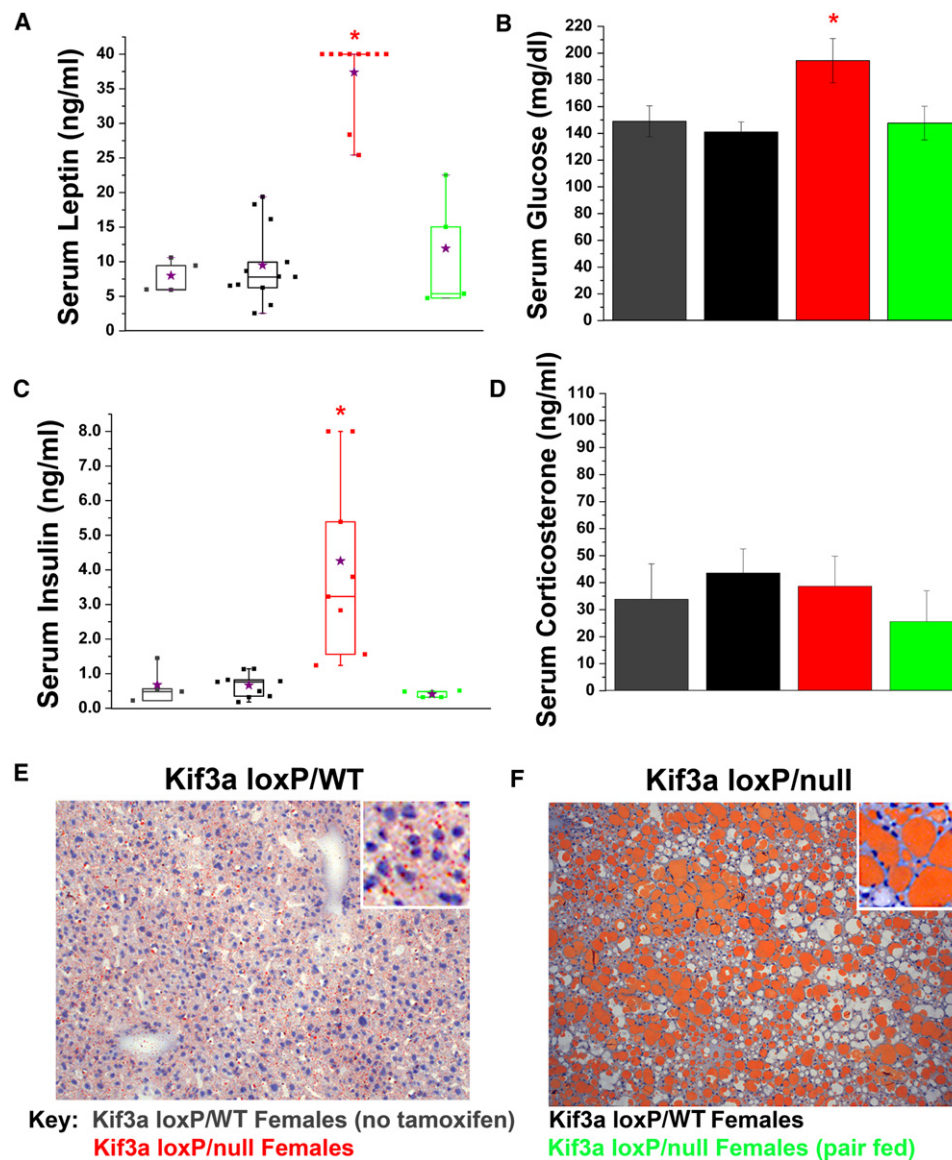 A
Serum Leptin (ng/ml)
40
35
30
25
20
15
10
5
0
*
B
Serum Glucose (mg/dl)
220
200
180
160
140
120
100
80
60
40
20
0
*
C
Serum Insulin (ng/ml)
8.0
7.0
6.0
5.0
4.0
3.0
2.0
1.0
0.0
*
D
Serum Corticosterone (ng/ml)
110
100
90
80
70
60
50
40
30
20
10
0
E
Kif3a loxP/WT
F
Kif3a loxP/null
Key: Kif3a loxP/WT Females (no tamoxifen)
Kif3a loxP/WT Females
Kif3a loxP/null Females
Kif3a loxP/null Females (pair fed)